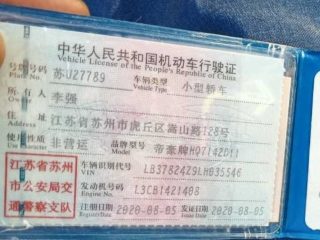 中华人民共和国机动车行驶证
Vehicle License of the People's Republic of China
号牌号码 苏UZ7789 车辆类型 小型轿车
Plate No. Vehicle Type
所有人 李强
Owner
住址 江苏省苏州市虎丘区嵩山路128号
Address
使用性质 非营运 品牌型号 帝豪牌HQ7142D11
Use Character Model
江苏省苏州 车辆识别代号 LB37824Z9LH035546
VIN
市公安局交 发动机号码 L3CB1421408
Engine No.
通警察支队 注册日期 2020-08-05 发证日期 2020-08-05
Register Date Issue Date